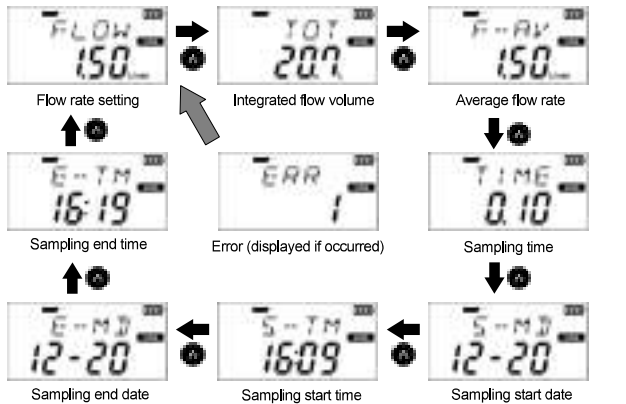 FLOW
1.50
Flow rate setting
TOT
20.7
Integrated flow volume
F--AV
1.50
Average flow rate
E--TM
16:19
Sampling end time
ERR
1
Error (displayed if occurred)
TIME
0.10
Sampling time
E--MD
12-20
Sampling end date
S--TM
16:09
Sampling start time
S--MD
12-20
Sampling start date